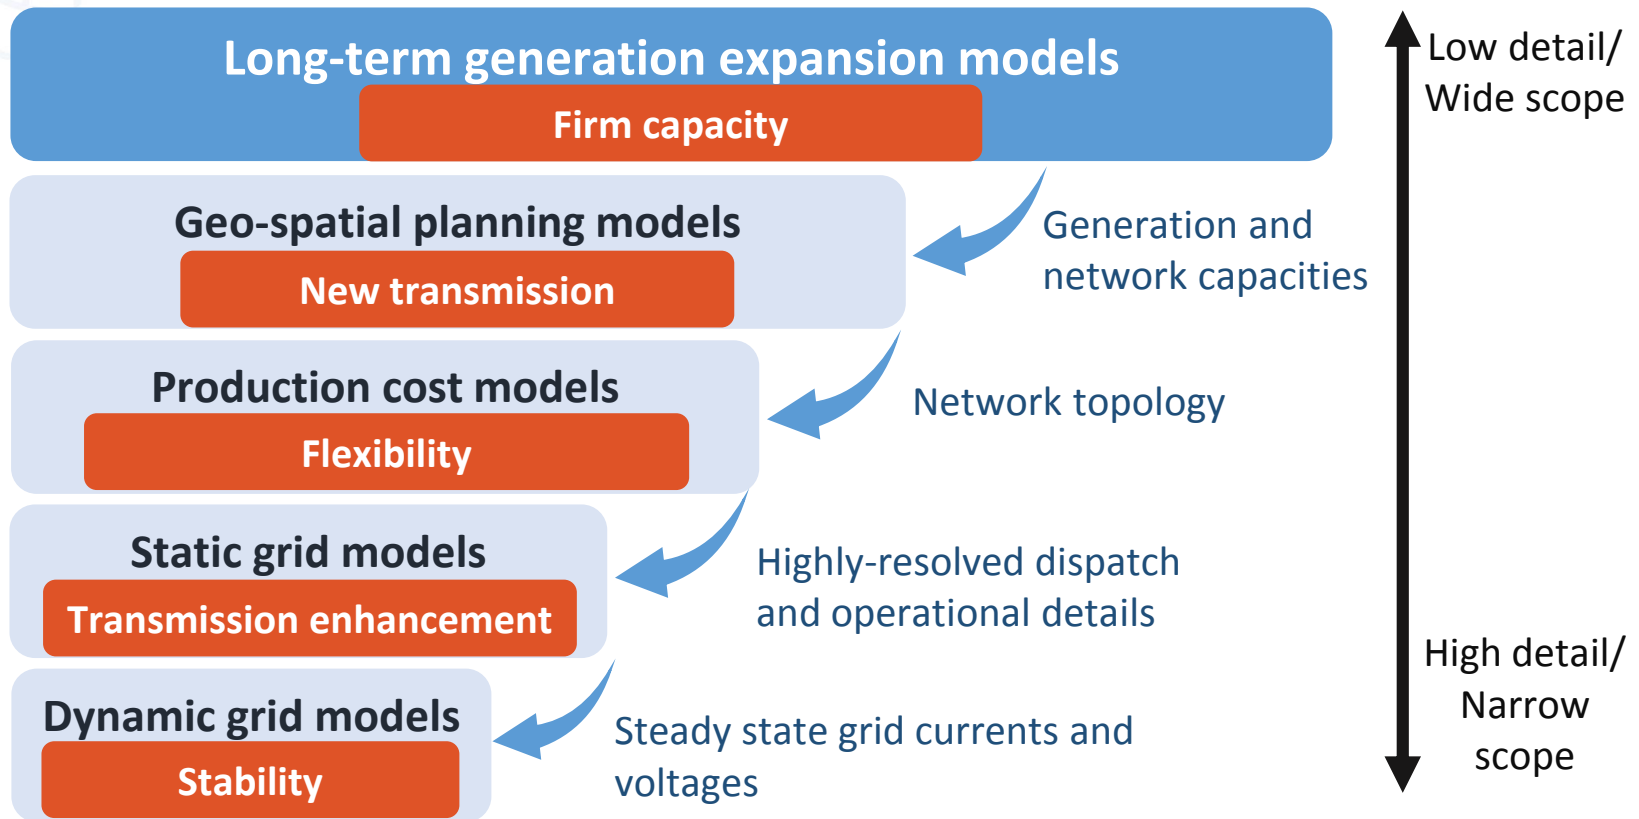 Long-term generation expansion models
Firm capacity
Low detail/
Wide scope
Geo-spatial planning models
New transmission
Generation and
network capacities
Production cost models
Flexibility
Network topology
Static grid models
Transmission enhancement
Highly-resolved dispatch
and operational details
High detail/
Narrow
scope
Dynamic grid models
Stability
Steady state grid currents and
voltages